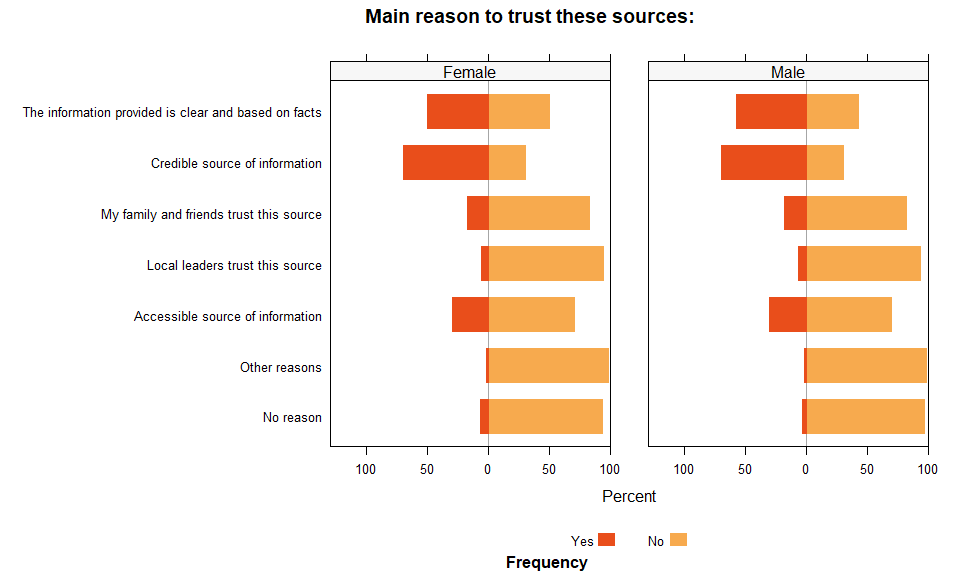 Main reason to trust these sources:
Female
Male
The information provided is clear and based on facts
Credible source of information
My family and friends trust this source
Local leaders trust this source
Accessible source of information
Other reasons
No reason
100 50 0 50 100
100 50 0 50 100
Percent
Yes No
Frequency